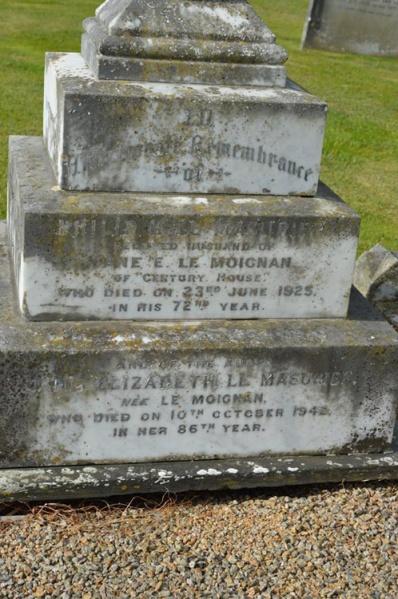 In
Remembrance
of
PHILIP
BELOVED HUSBAND OF
JANE E. LE MOIGNAN
OF "CENTURY HOUSE"
WHO DIED ON 23RD JUNE 1925.
IN HIS 72ND YEAR.
AND OF THE ABOVE
ELIZABETH LE MASURIER
NÉE LE MOIGNAN.
WHO DIED ON 10TH OCTOBER 1942.
IN HER 86TH YEAR.